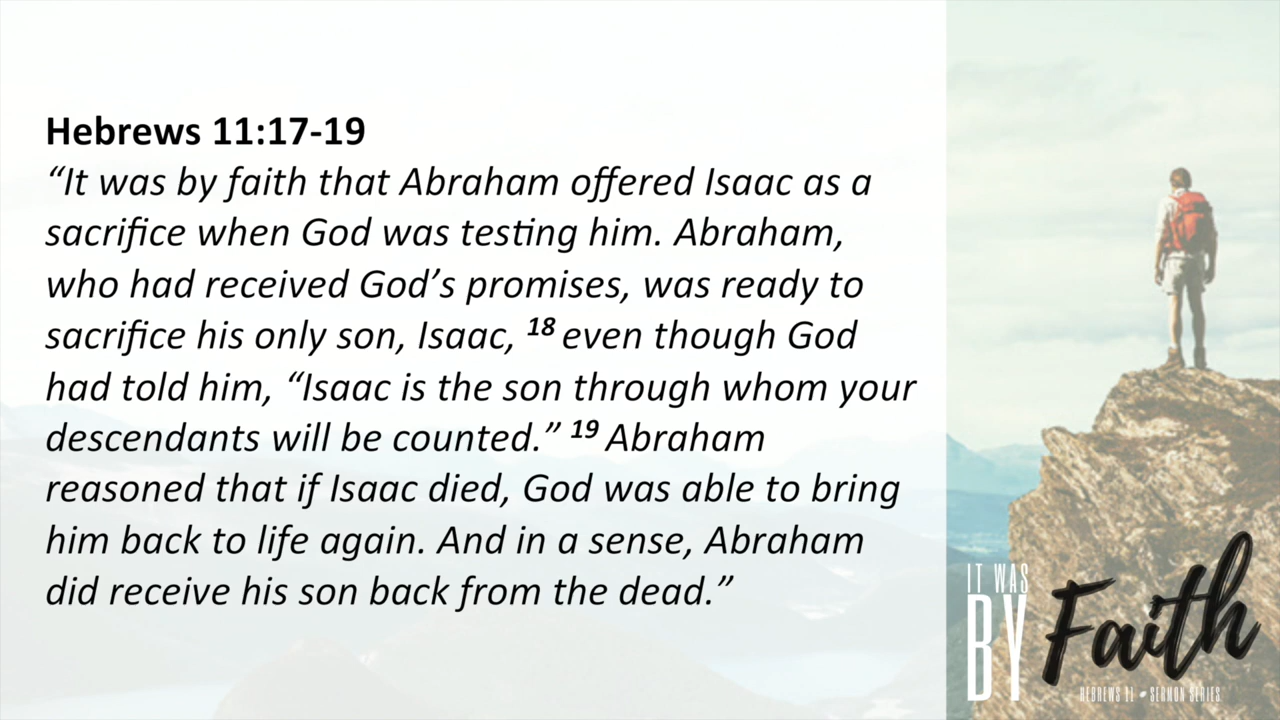 Hebrews 11:17-19
“It was by faith that Abraham offered Isaac as a
sacrifice when God was testing him. Abraham,
who had received God’s promises, was ready to
sacrifice his only son, Isaac, 18 even though God
had told him, “Isaac is the son through whom your
descendants will be counted.” 19 Abraham
reasoned that if Isaac died, God was able to bring
him back to life again. And in a sense, Abraham
did receive his son back from the dead.”
IT WAS
BY Faith
HEBREWS 11 • SERMON SERIES